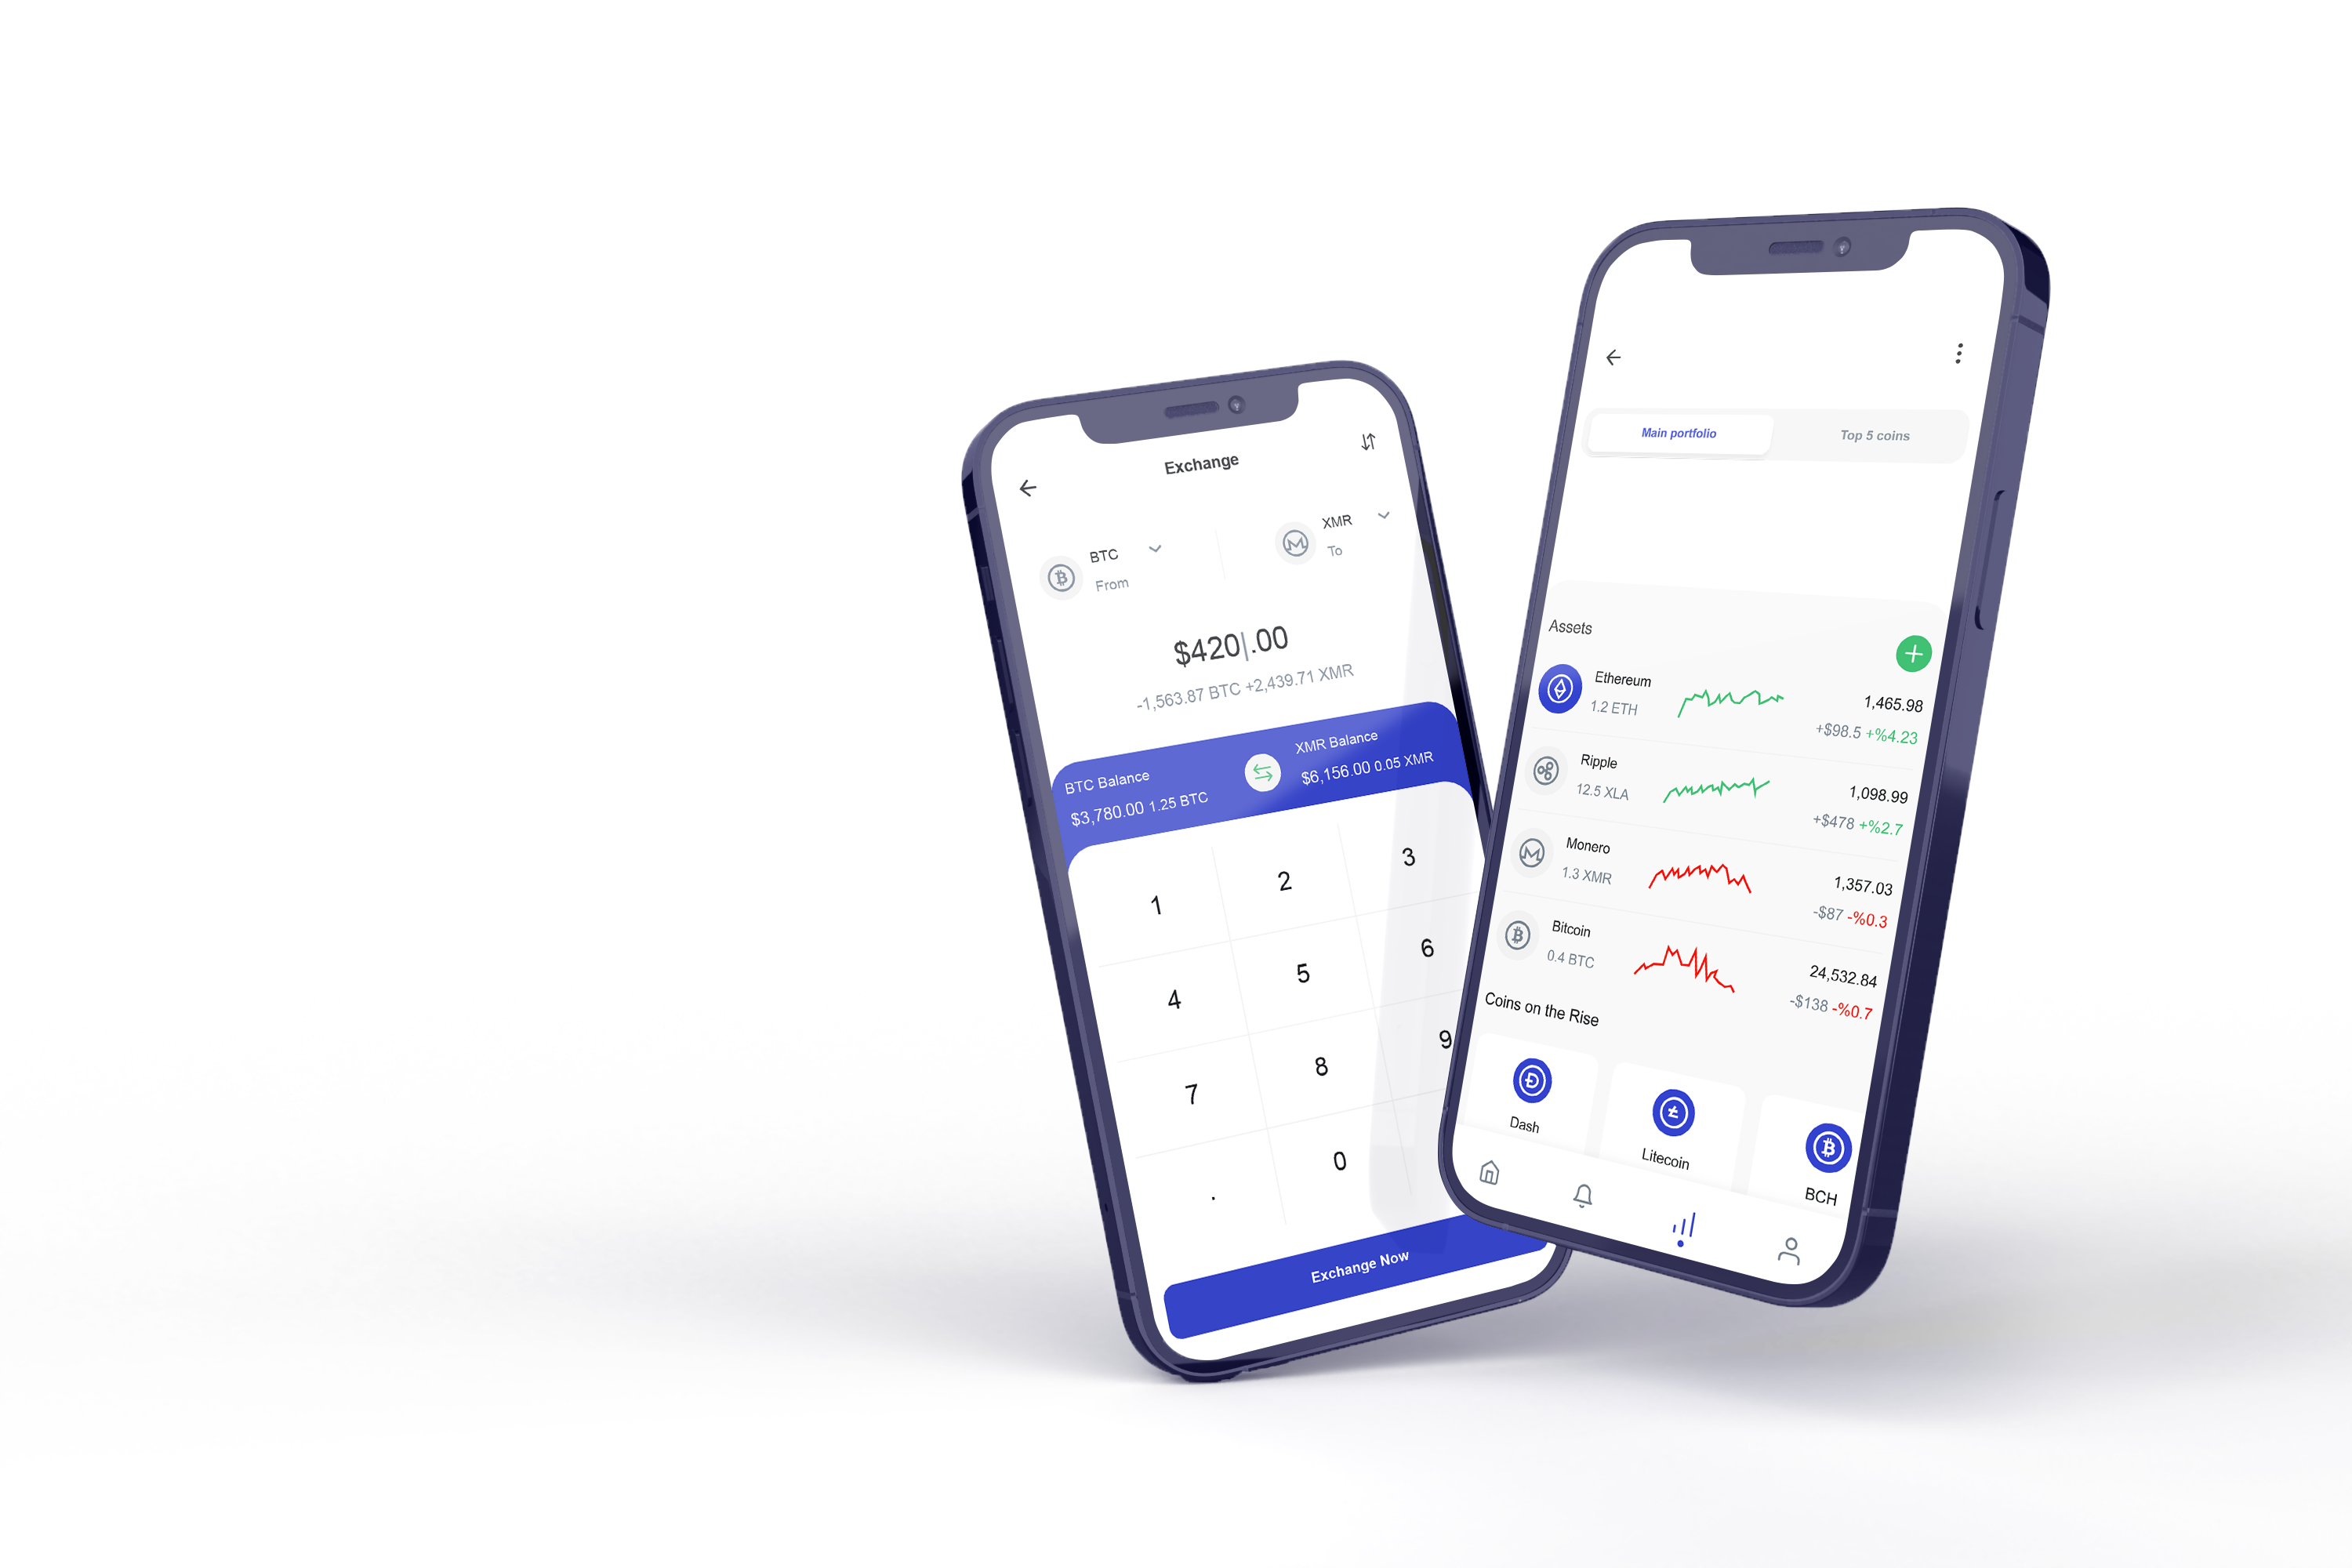 Exchange
BTC
From
XMR
To
$420|.00
-1,563.87 BTC +2,439.71 XMR
BTC Balance
$3,780.00 1.25 BTC
XMR Balance
$6,156.00 0.05 XMR
1
2
3
4
5
6
7
8
9
.
0
Exchange Now
Main portfolio
Top 5 coins
Assets
Ethereum
1.2 ETH
1,465.98
+$98.5 +%4.23
Ripple
12.5 XLA
1,098.99
+$478 +%2.7
Monero
1.3 XMR
1,357.03
-$87 -%0.3
Bitcoin
0.4 BTC
24,532.84
-$138 -%0.7
Coins on the Rise
Dash
Litecoin
BCH